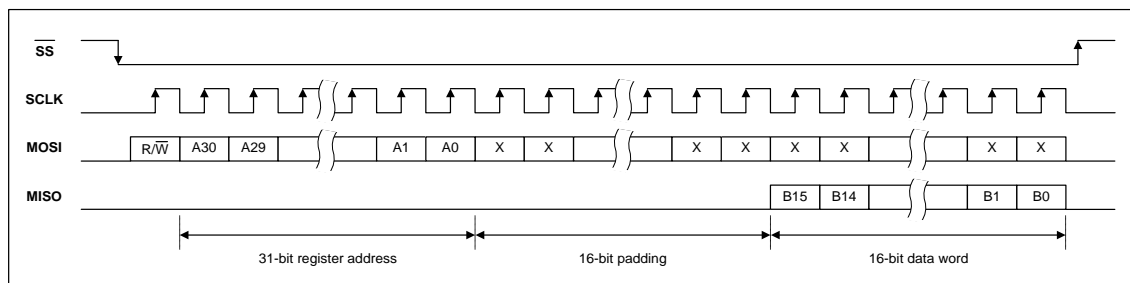 SS
SCLK
MOSI R/W A30 A29 A1 A0 X X X X X X X X
MISO B15 B14 B1 B0
31-bit register address 16-bit padding 16-bit data word